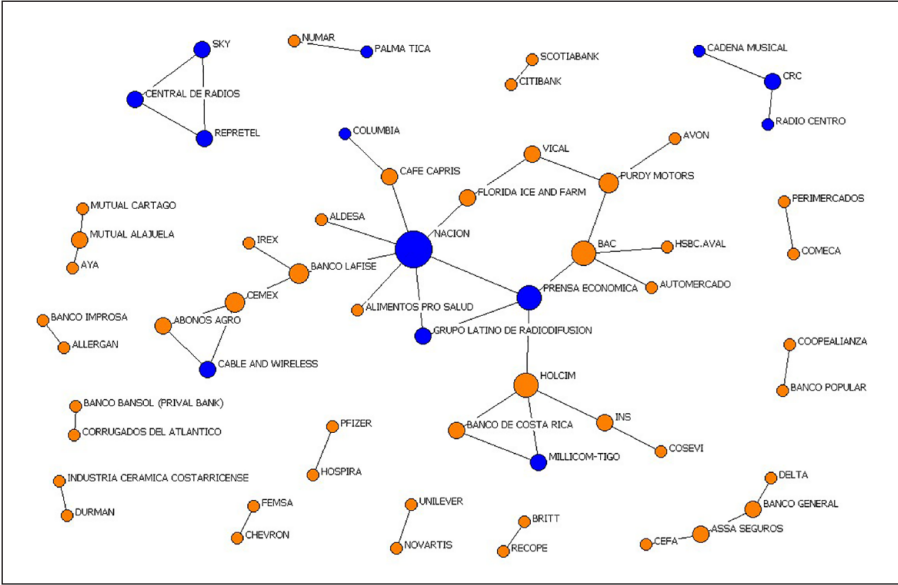 SKY
NUMAR
PALMA TICA
SCOTIABANK
CITIBANK
CADENA MUSICAL
CRC
RADIO CENTRO
CENTRAL DE RADIOS
REPRETEL
COLUMBIA
CAFE CAPRIS
VICAL
AVON
PURDY MOTORS
FLORIDA ICE AND FARM
MUTUAL CARTAGO
MUTUAL ALAJUELA
AYA
ALDESA
NACION
IREX
BANCO LAFISE
BAC
HSBC.AVAL
AUTOMERCADO
PERIMERCADOS
COMECA
CEMEX
ABONOS AGRO
ALIMENTOS PRO SALUD
PRENSA ECONOMICA
GRUPO LATINO DE RADIODIFUSION
BANCO IMPROSA
ALLERGAN
CABLE AND WIRELESS
COOPEALIANZA
BANCO POPULAR
HOLCIM
BANCO BANSOL (PRIVAL BANK)
CORRUGADOS DEL ATLANTICO
PFIZER
HOSPIRA
BANCO DE COSTA RICA
INS
COSEVI
MILLICOM-TIGO
INDUSTRIA CERAMICA COSTARRICENSE
DURMAN
FEMSA
CHEVRON
UNILEVER
NOVARTIS
BRITT
RECOPE
DELTA
BANCO GENERAL
ASSA SEGUROS
CEFA